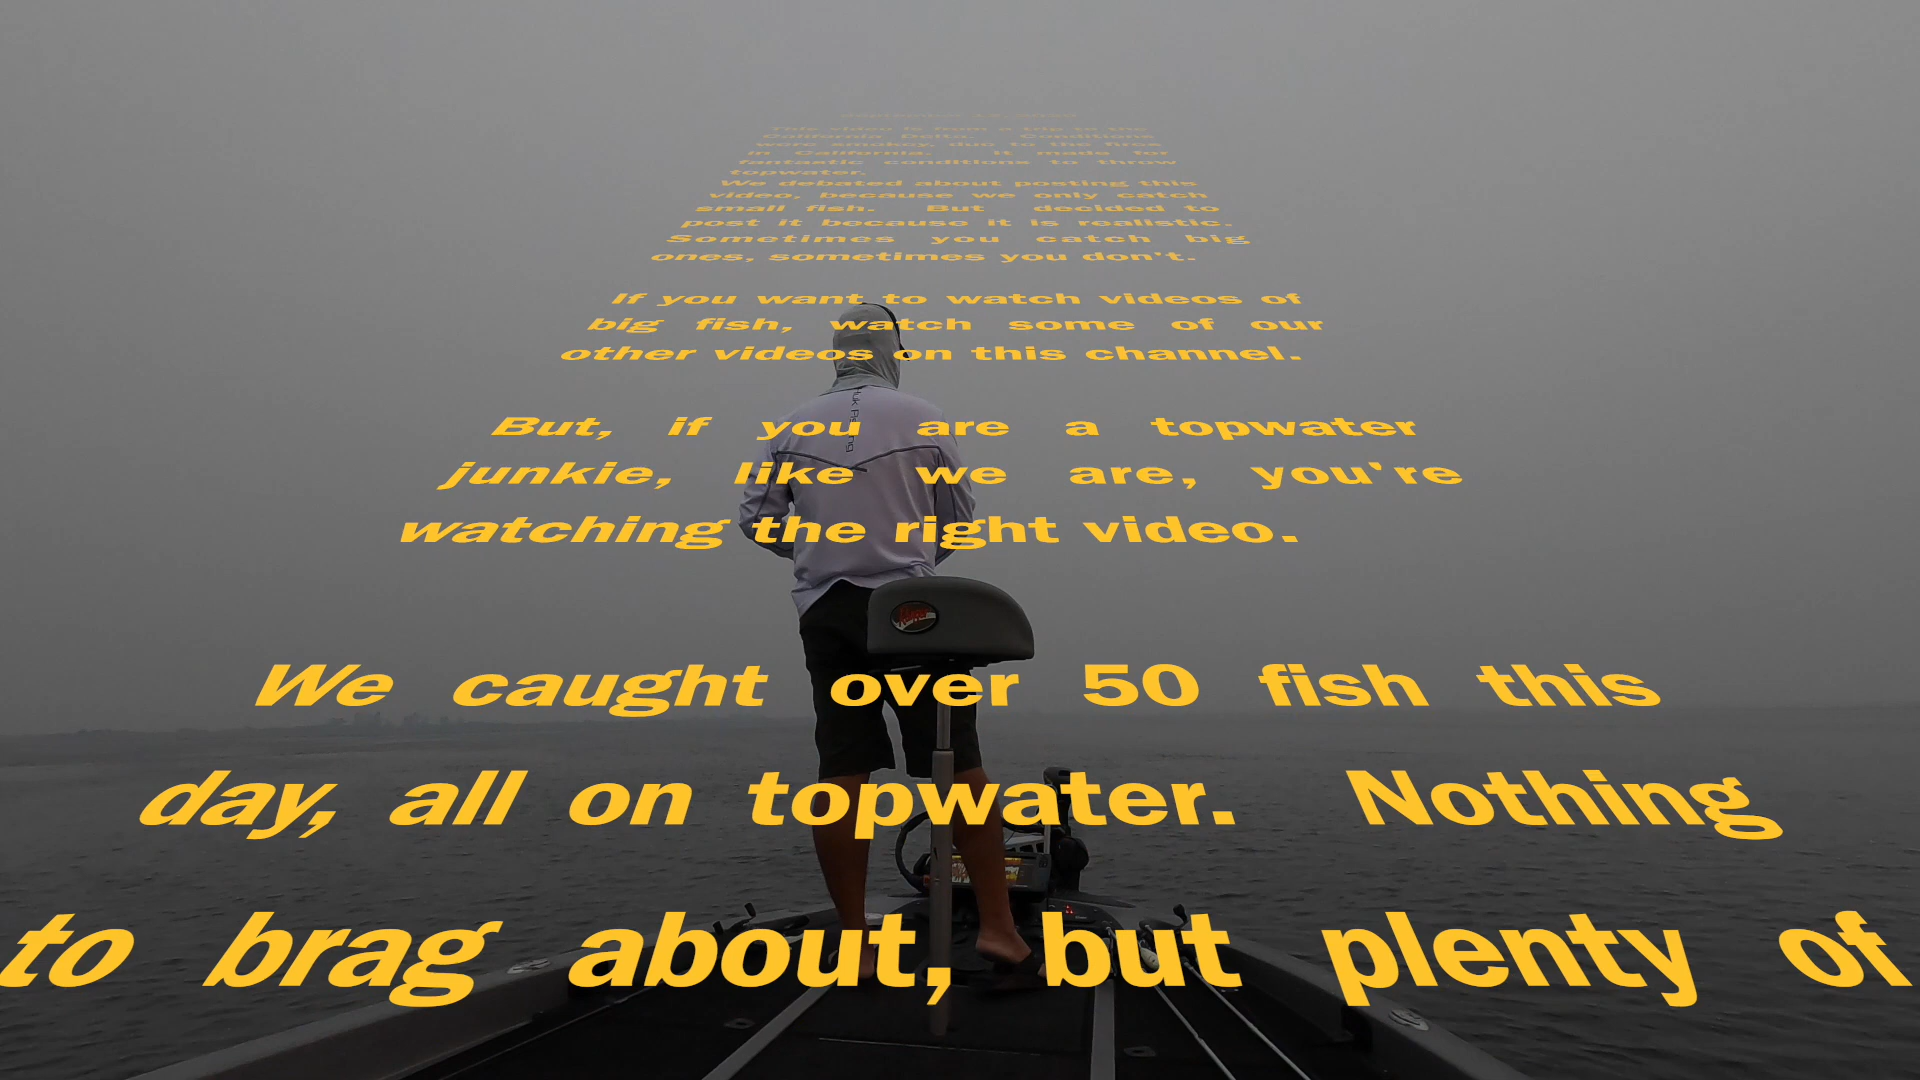 This video is from a trip to the
California Delta. Conditions
were smokey, due to the fires
in California. It made for
fantastic conditions to throw
topwater.
We debated about posting this
video, because we only catch
small fish. But decided to
post it because it is realistic.
Sometimes you catch big
ones, sometimes you don't.
If you want to watch videos of
big fish, watch some of our
other videos on this channel.
But, if you are a topwater
junkie, like we are, you're
watching the right video.
We caught over 50 fish this
day, all on topwater. Nothing
to brag about, but plenty of